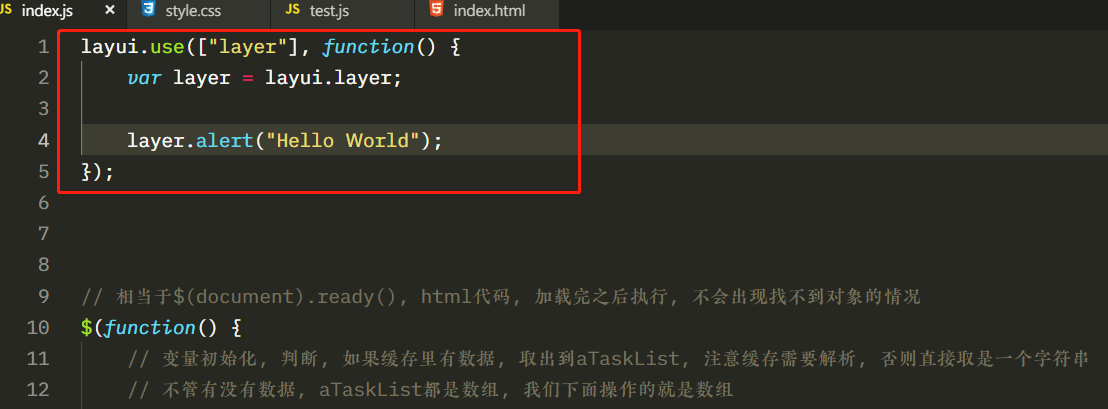 JS index.js × style.css JS test.js index.html
1 layui.use(["layer"], function() {
2 var layer = layui.layer;
3
4 layer.alert("Hello World");
5 });
6
7
8
9 // 相当于$(document).ready(), html代码, 加载完之后执行, 不会出现找不到对象的情况
10 $(function() {
11 // 变量初始化, 判断, 如果缓存里有数据, 取出到aTaskList, 注意缓存需要解析, 否则直接取是一个字符串
12 // 不管有没有数据, aTaskList都是数组, 我们下面操作的就是数组